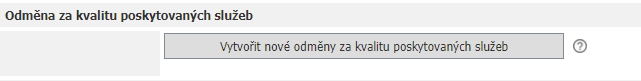 Odměna za kvalitu poskytovaných služeb
Vytvořit nové odměny za kvalitu poskytovaných služeb ?